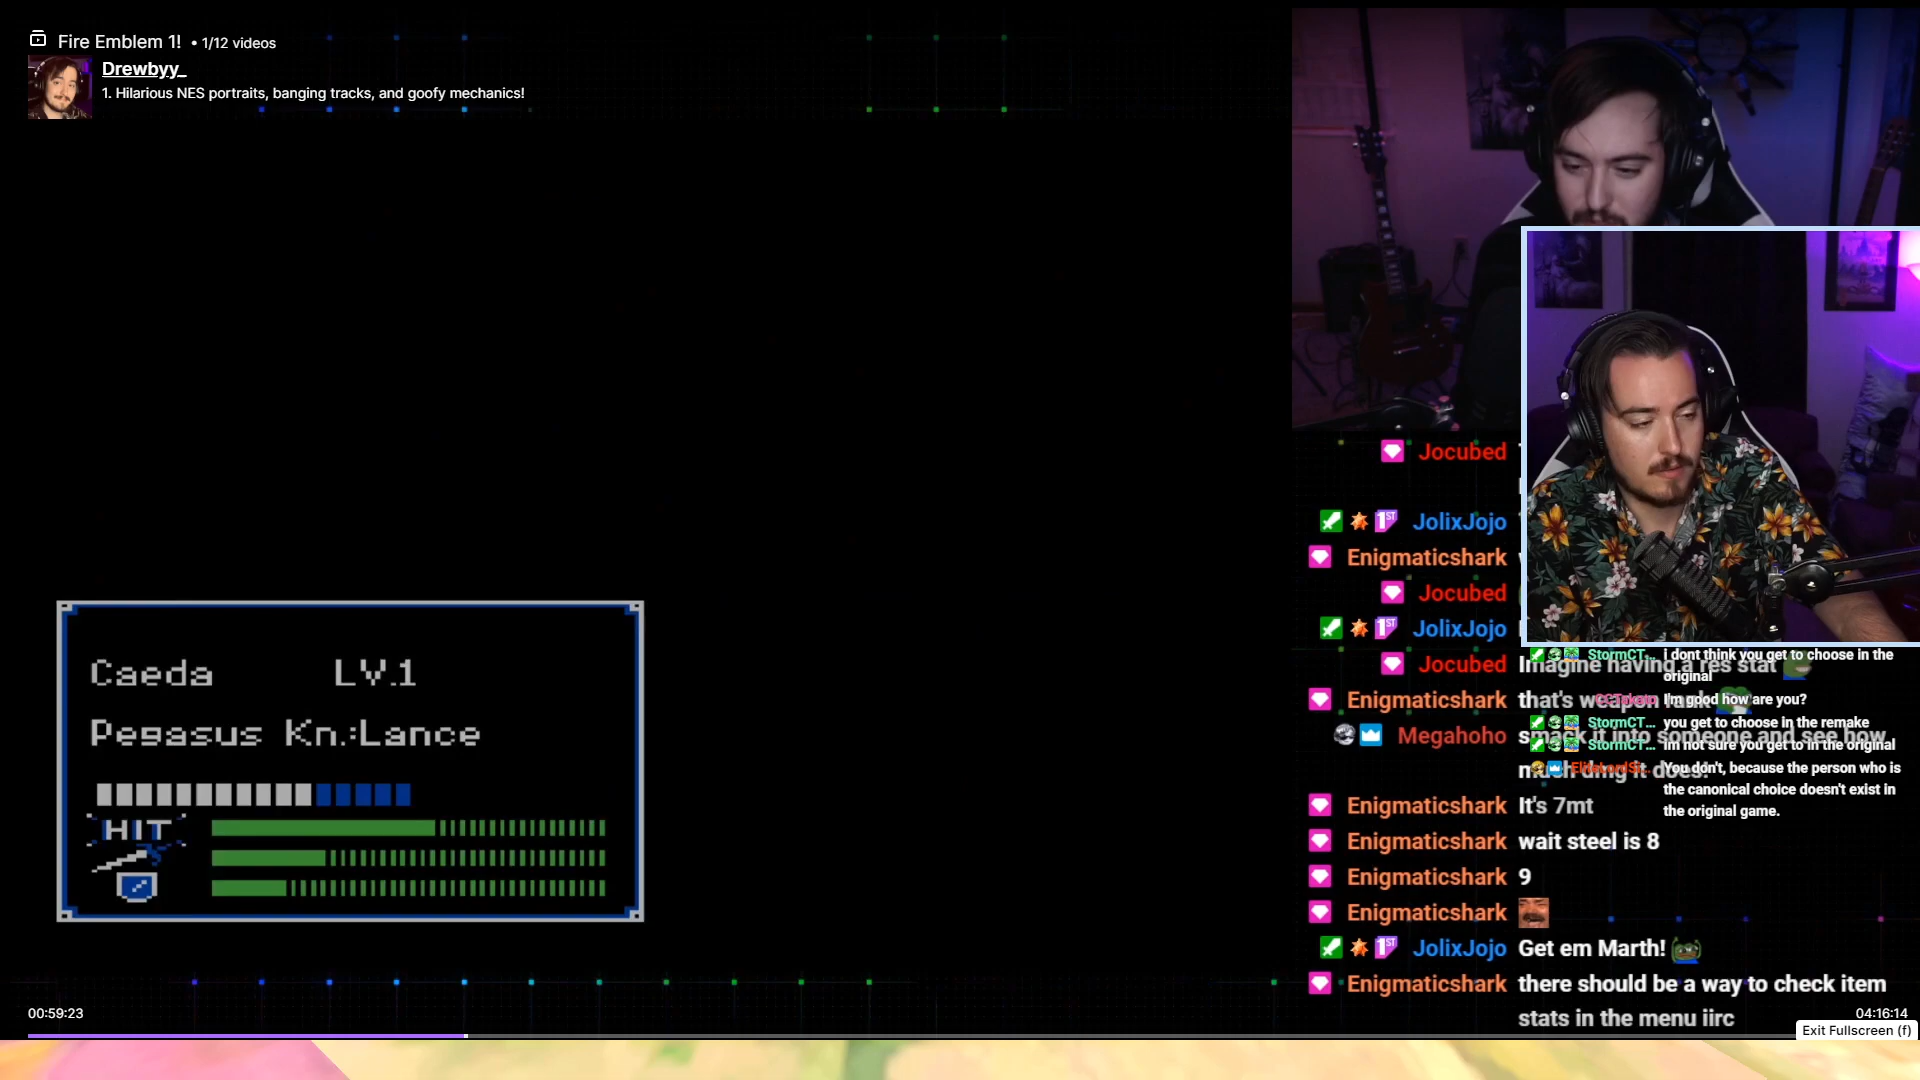 Fire Emblem 1! • 1/12 videos
Drewbyy_
1. Hilarious NES portraits, banging tracks, and goofy mechanics!
Caeda LV.1
Pegasus Kn.:Lance
HIT
00:59:23
Jocubed
JolixJojo
Enigmaticshark
Jocubed
JolixJojo
Jocubed Imagine having a res stat
Enigmaticshark that's weapon rank
Megahoho smack it into someone and see how
much dmg it does!
Enigmaticshark It's 7mt
Enigmaticshark wait steel is 8
Enigmaticshark 9
Enigmaticshark
JolixJojo Get em Marth!
Enigmaticshark there should be a way to check item
stats in the menu iirc
StormCT... i dont think you get to choose in the
original
I'm good how are you?
StormCT... you get to choose in the remake
StormCT... im not sure you get to in the original
You don't, because the person who is
the canonical choice doesn't exist in
the original game.
04:16:14
Exit Fullscreen (f)